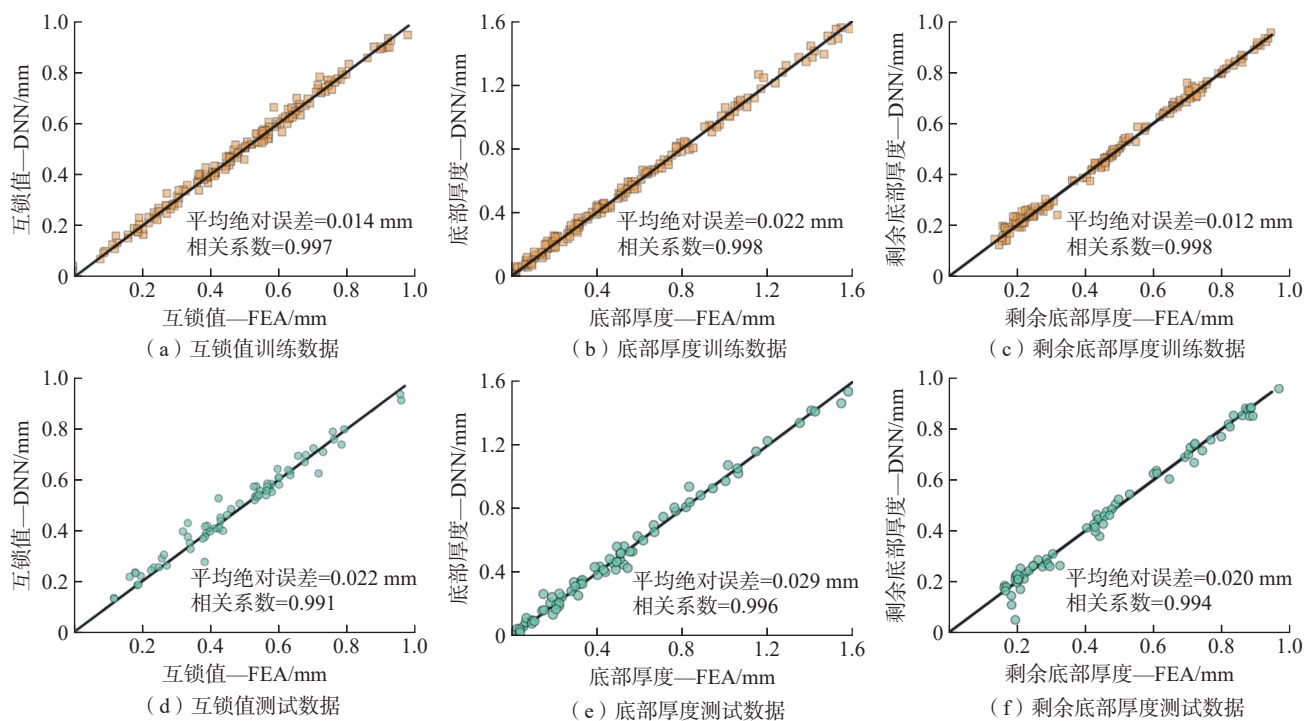 1.0
0.8
0.6
0.4
0.2
0
0.2 0.4 0.6 0.8 1.0
互锁值—DNN/mm
平均绝对误差=0.014 mm
相关系数=0.997
互锁值—FEA/mm
（a）互锁值训练数据
1.6
1.2
0.8
0.4
0
0.4 0.8 1.2 1.6
底部厚度—DNN/mm
平均绝对误差=0.022 mm
相关系数=0.998
底部厚度—FEA/mm
（b）底部厚度训练数据
1.0
0.8
0.6
0.4
0.2
0
0.2 0.4 0.6 0.8 1.0
剩余底部厚度—DNN/mm
平均绝对误差=0.012 mm
相关系数=0.998
剩余底部厚度—FEA/mm
（c）剩余底部厚度训练数据
1.0
0.8
0.6
0.4
0.2
0
0.2 0.4 0.6 0.8 1.0
互锁值—DNN/mm
平均绝对误差=0.022 mm
相关系数=0.991
互锁值—FEA/mm
（d）互锁值测试数据
1.6
1.2
0.8
0.4
0
0.4 0.8 1.2 1.6
底部厚度—DNN/mm
平均绝对误差=0.029 mm
相关系数=0.996
底部厚度—FEA/mm
（e）底部厚度测试数据
1.0
0.8
0.6
0.4
0.2
0
0.2 0.4 0.6 0.8 1.0
剩余底部厚度—DNN/mm
平均绝对误差=0.020 mm
相关系数=0.994
剩余底部厚度—FEA/mm
（f）剩余底部厚度测试数据